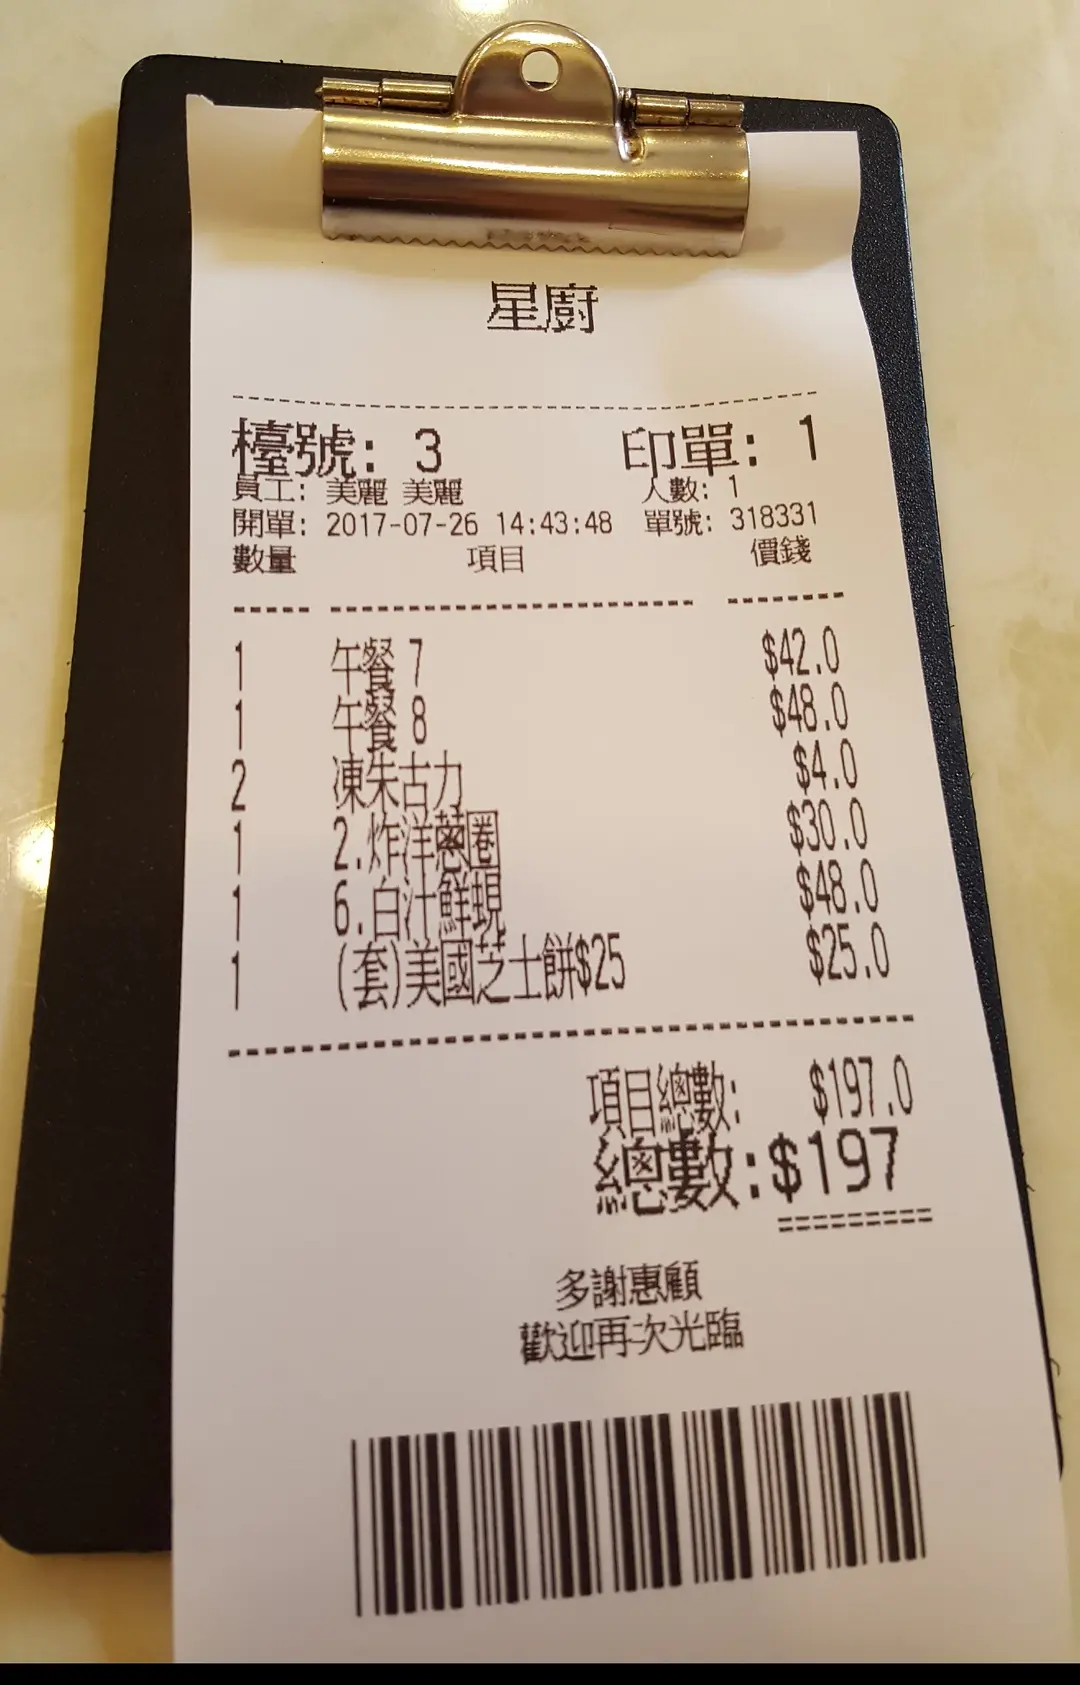 星廚
檯號: 3 印單: 1
員工: 美麗 美麗 人數: 1
開單: 2017-07-26 14:43:48 單號: 318331
數量 項目 價錢
1 午餐 7 $42.0
1 午餐 8 $48.0
2 凍朱古力 $4.0
1 2.炸洋蔥圈 $30.0
1 6.白汁鮮蜆 $48.0
1 (套)美國芝士餅$25 $25.0
項目總數: $197.0
總數:$197
=========
多謝惠顧
歡迎再次光臨